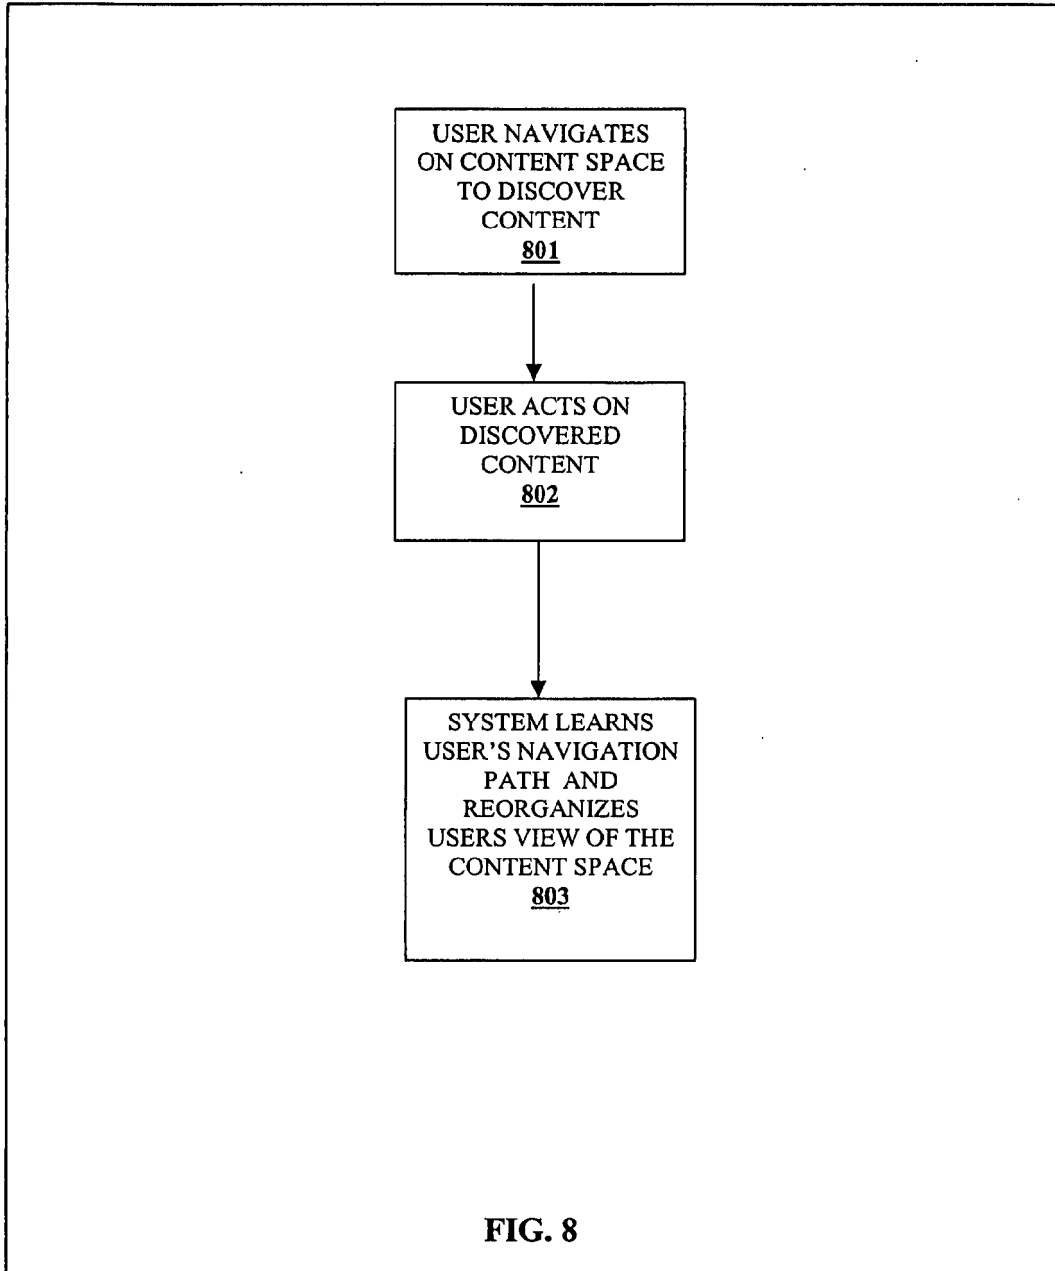 USER NAVIGATES
ON CONTENT SPACE
TO DISCOVER
CONTENT
801
USER ACTS ON
DISCOVERED
CONTENT
802
SYSTEM LEARNS
USER'S NAVIGATION
PATH AND
REORGANIZES
USERS VIEW OF THE
CONTENT SPACE
803
FIG. 8